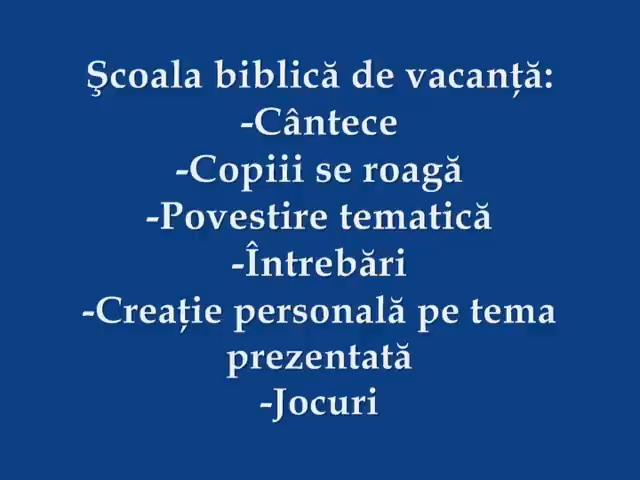 Şcoala biblică de vacanță:
-Cântece
-Copiii se roagă
-Povestire tematică
-Întrebări
-Creație personală pe tema
prezentată
-Jocuri